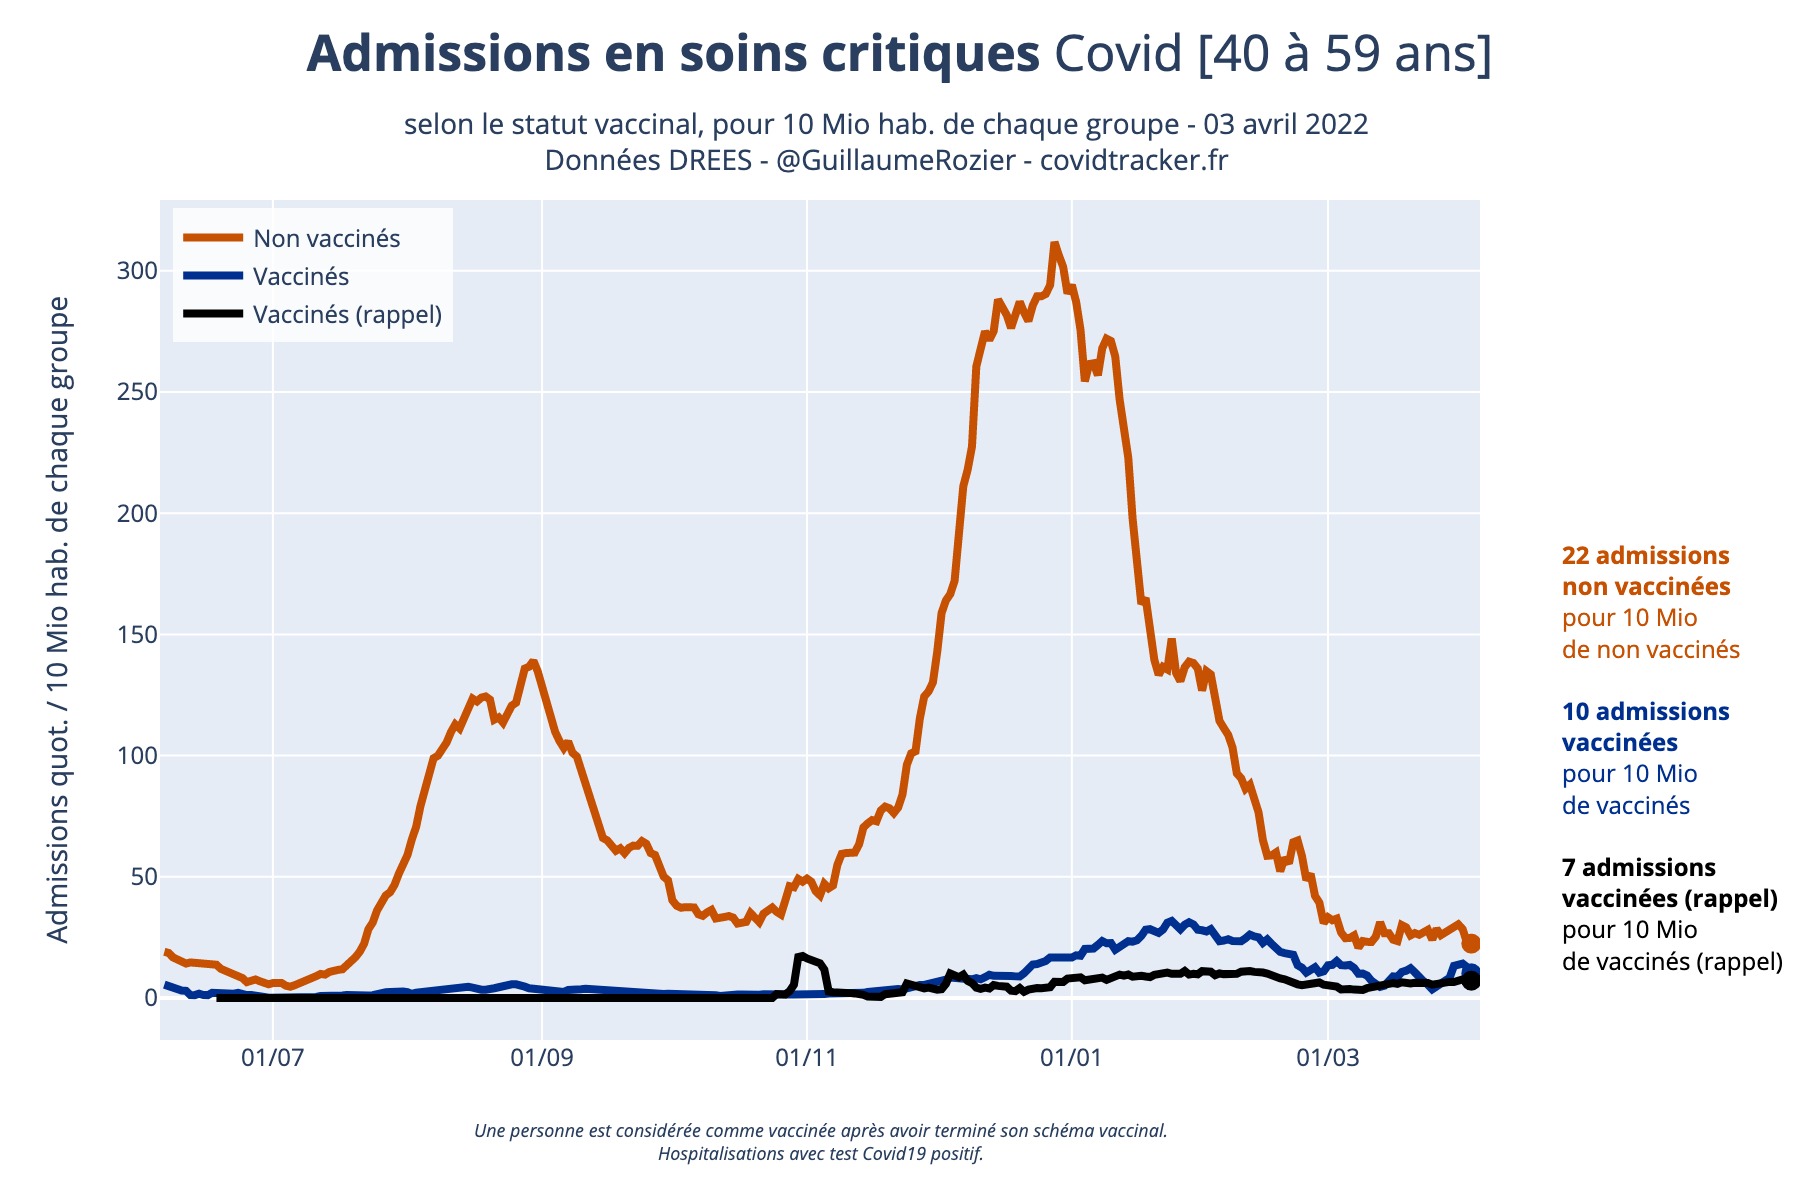 Admissions en soins critiques Covid [40 à 59 ans]
selon le statut vaccinal, pour 10 Mio hab. de chaque groupe - 03 avril 2022
Données DREES - @GuillaumeRozier - covidtracker.fr
Non vaccinés
Vaccinés
Vaccinés (rappel)
Admissions quot. / 10 Mio hab. de chaque groupe
300
250
200
150
100
50
0
01/07
01/09
01/11
01/01
01/03
22 admissions
non vaccinées
pour 10 Mio
de non vaccinés
10 admissions
vaccinées
pour 10 Mio
de vaccinés
7 admissions
vaccinées (rappel)
pour 10 Mio
de vaccinés (rappel)
Une personne est considérée comme vaccinée après avoir terminé son schéma vaccinal.
Hospitalisations avec test Covid19 positif.